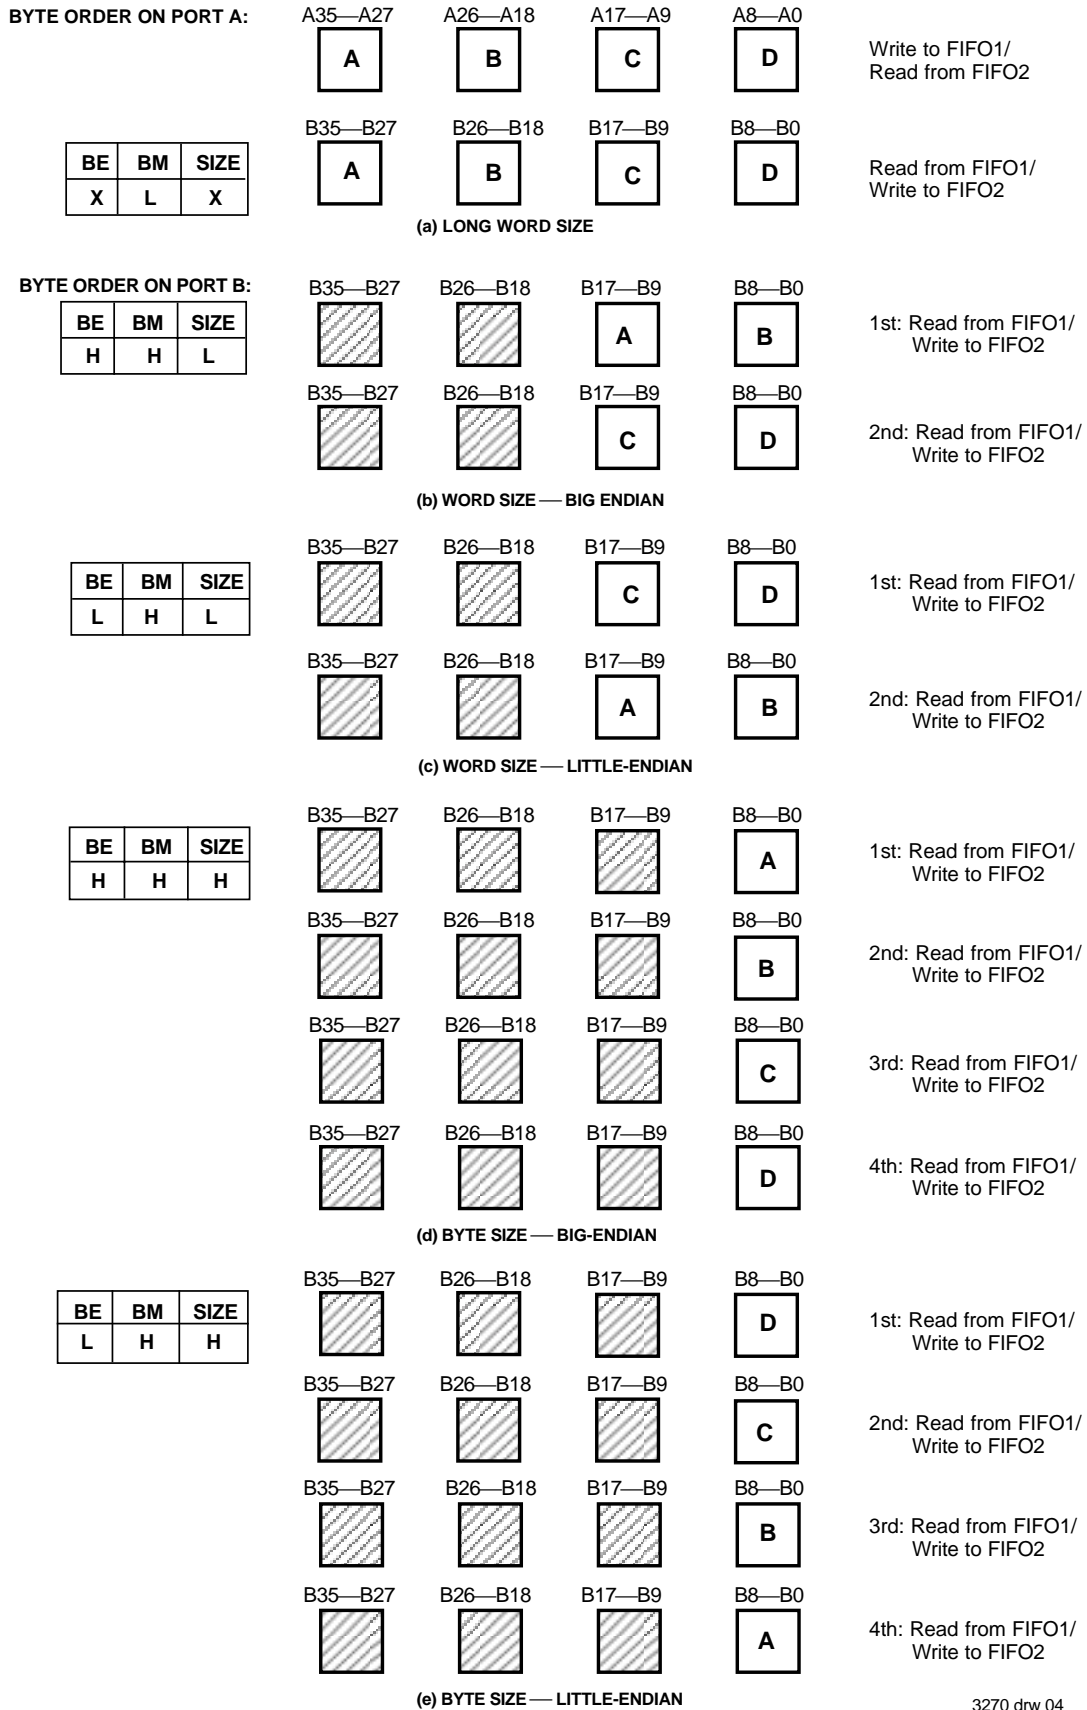 BYTE ORDER ON PORT A:
A35—A27 A26—A18 A17—A9 A8—A0
A B C D
Write to FIFO1/
Read from FIFO2
B35—B27 B26—B18 B17—B9 B8—B0
BE BM SIZE
X L X
A B C D
Read from FIFO1/
Write to FIFO2
(a) LONG WORD SIZE
BYTE ORDER ON PORT B:
B35—B27 B26—B18 B17—B9 B8—B0
BE BM SIZE
H H L
A B
1st: Read from FIFO1/
Write to FIFO2
B35—B27 B26—B18 B17—B9 B8—B0
C D
2nd: Read from FIFO1/
Write to FIFO2
(b) WORD SIZE — BIG ENDIAN
B35—B27 B26—B18 B17—B9 B8—B0
BE BM SIZE
L H L
C D
1st: Read from FIFO1/
Write to FIFO2
B35—B27 B26—B18 B17—B9 B8—B0
A B
2nd: Read from FIFO1/
Write to FIFO2
(c) WORD SIZE — LITTLE-ENDIAN
B35—B27 B26—B18 B17—B9 B8—B0
BE BM SIZE
H H H
A
1st: Read from FIFO1/
Write to FIFO2
B35—B27 B26—B18 B17—B9 B8—B0
B
2nd: Read from FIFO1/
Write to FIFO2
B35—B27 B26—B18 B17—B9 B8—B0
C
3rd: Read from FIFO1/
Write to FIFO2
B35—B27 B26—B18 B17—B9 B8—B0
D
4th: Read from FIFO1/
Write to FIFO2
(d) BYTE SIZE — BIG-ENDIAN
B35—B27 B26—B18 B17—B9 B8—B0
BE BM SIZE
L H H
D
1st: Read from FIFO1/
Write to FIFO2
B35—B27 B26—B18 B17—B9 B8—B0
C
2nd: Read from FIFO1/
Write to FIFO2
B35—B27 B26—B18 B17—B9 B8—B0
B
3rd: Read from FIFO1/
Write to FIFO2
B35—B27 B26—B18 B17—B9 B8—B0
A
4th: Read from FIFO1/
Write to FIFO2
(e) BYTE SIZE — LITTLE-ENDIAN
3270 drw 04